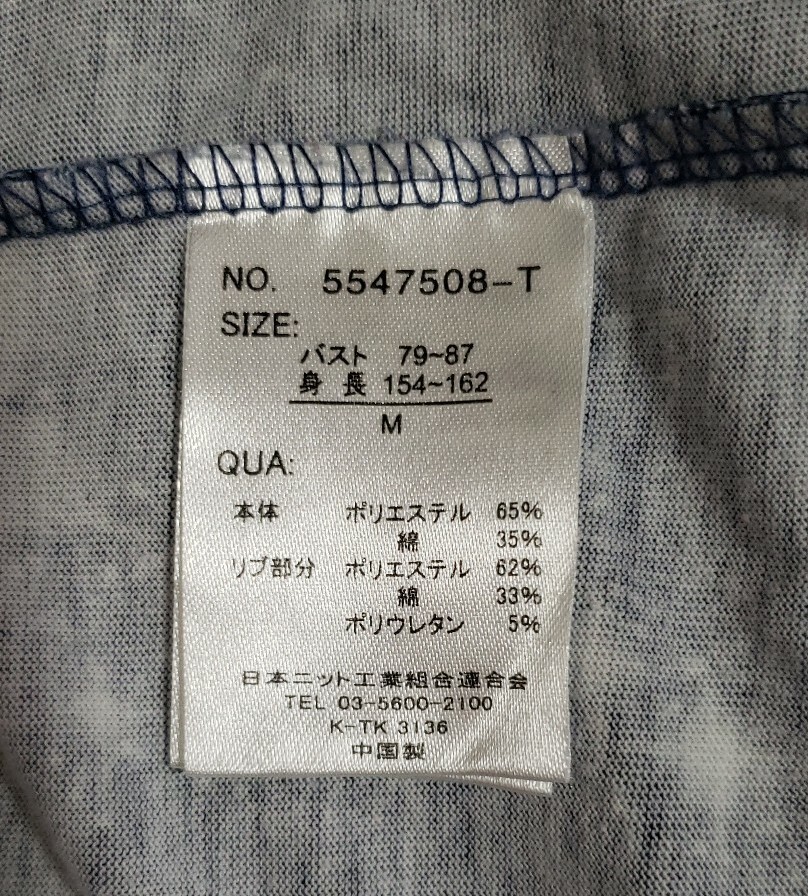 NO. 5547508-T
SIZE:
バスト 79~87
身長 154~162
M
QUA:
本体 ポリエステル 65%
綿 35%
リブ部分 ポリエステル 62%
綿 33%
ポリウレタン 5%
日本ニット工業組合連合会
TEL 03-5600-2100
K-TK 3136
中国製